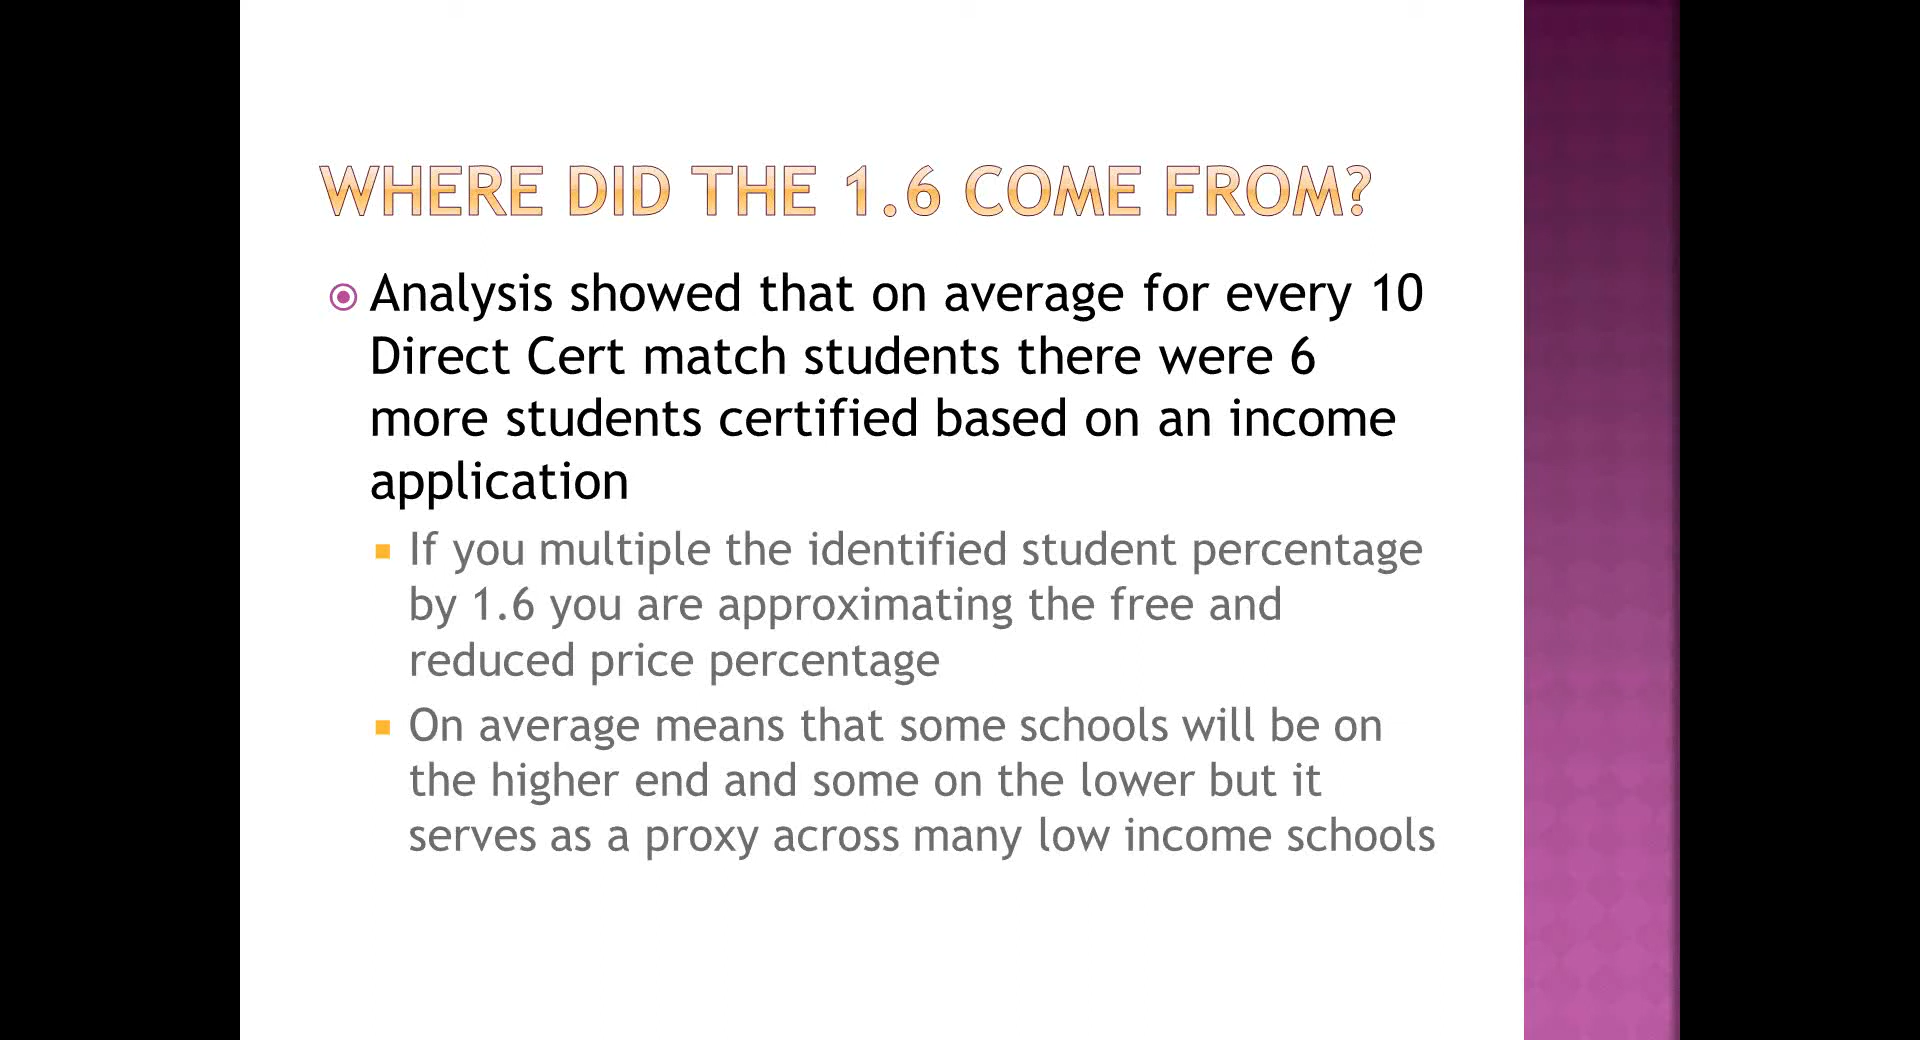 WHERE DID THE 1.6 COME FROM?
Analysis showed that on average for every 10
Direct Cert match students there were 6
more students certified based on an income
application
If you multiple the identified student percentage
by 1.6 you are approximating the free and
reduced price percentage
On average means that some schools will be on
the higher end and some on the lower but it
serves as a proxy across many low income schools